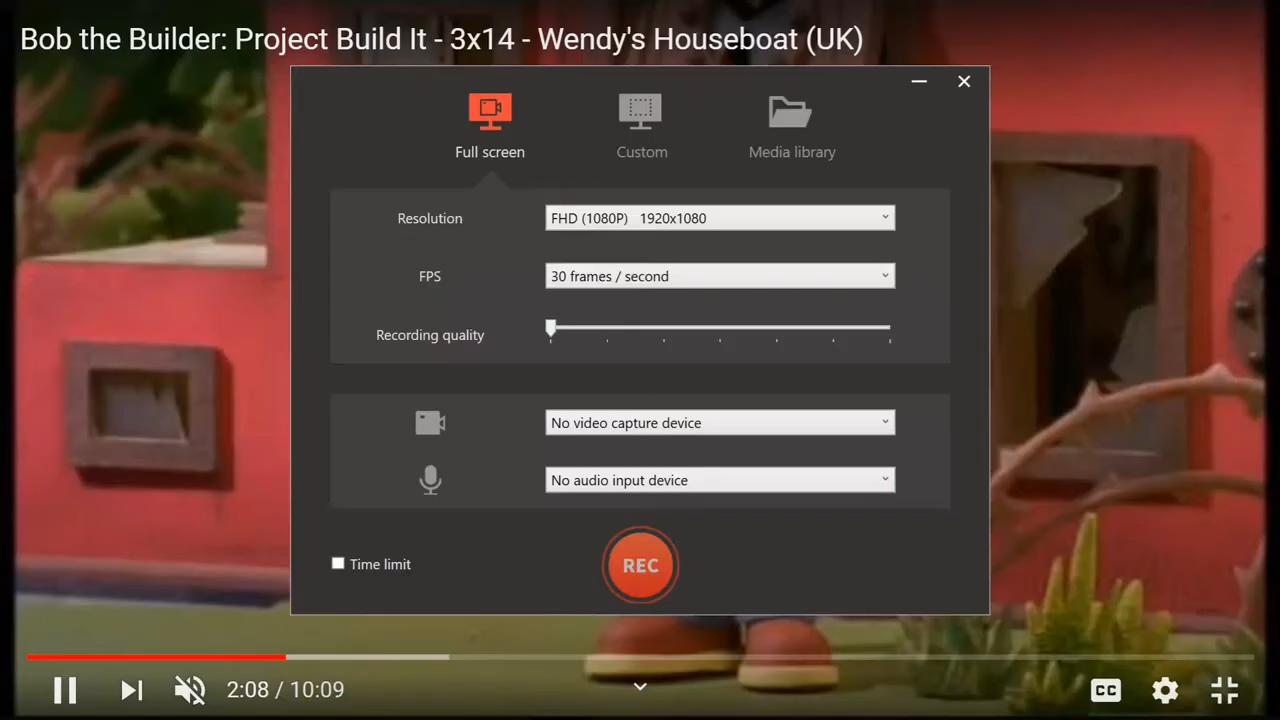 Bob the Builder: Project Build It - 3x14 - Wendy's Houseboat (UK)
Full screen
Custom
Media library
Resolution
FHD (1080P) 1920x1080
FPS
30 frames / second
Recording quality
No video capture device
No audio input device
Time limit
REC
2:08 / 10:09
CC